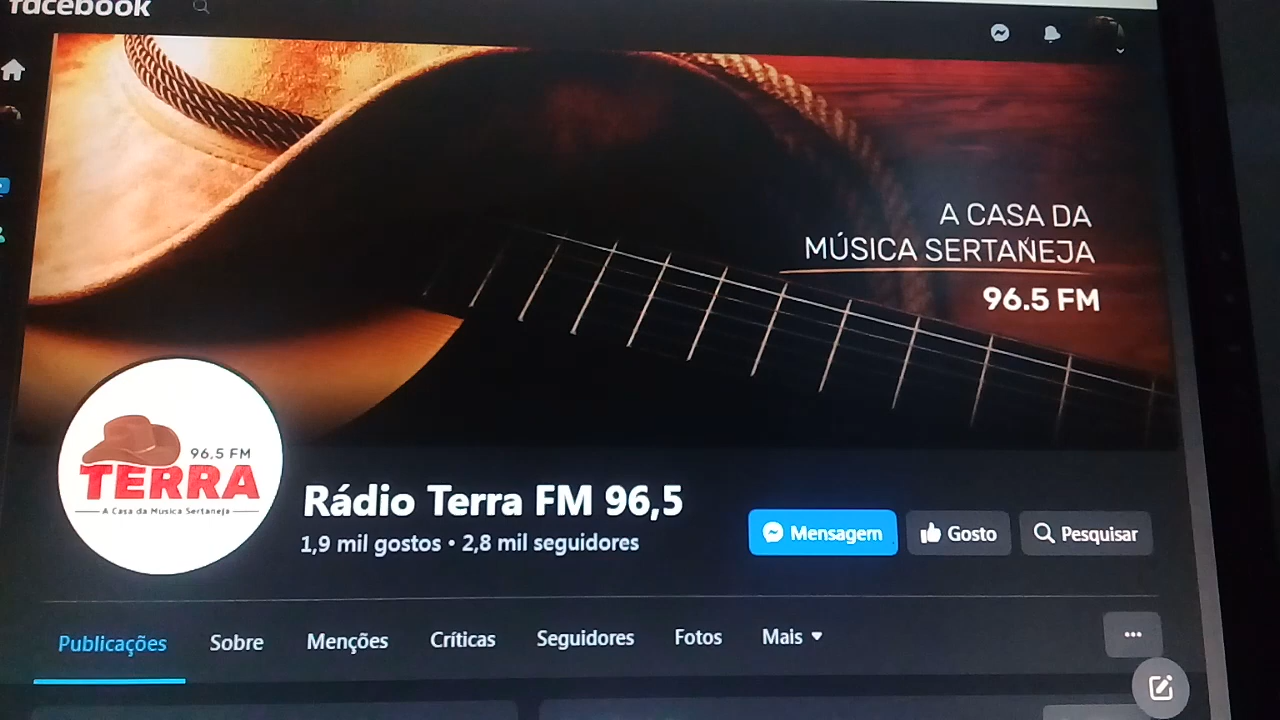 facebook
A CASA DA
MÚSICA SERTANEJA
96.5 FM
96,5 FM
TERRA
A Casa da Música Sertaneja
Rádio Terra FM 96,5
1,9 mil gostos • 2,8 mil seguidores
Mensagem
Gosto
Pesquisar
Publicações
Sobre
Menções
Críticas
Seguidores
Fotos
Mais